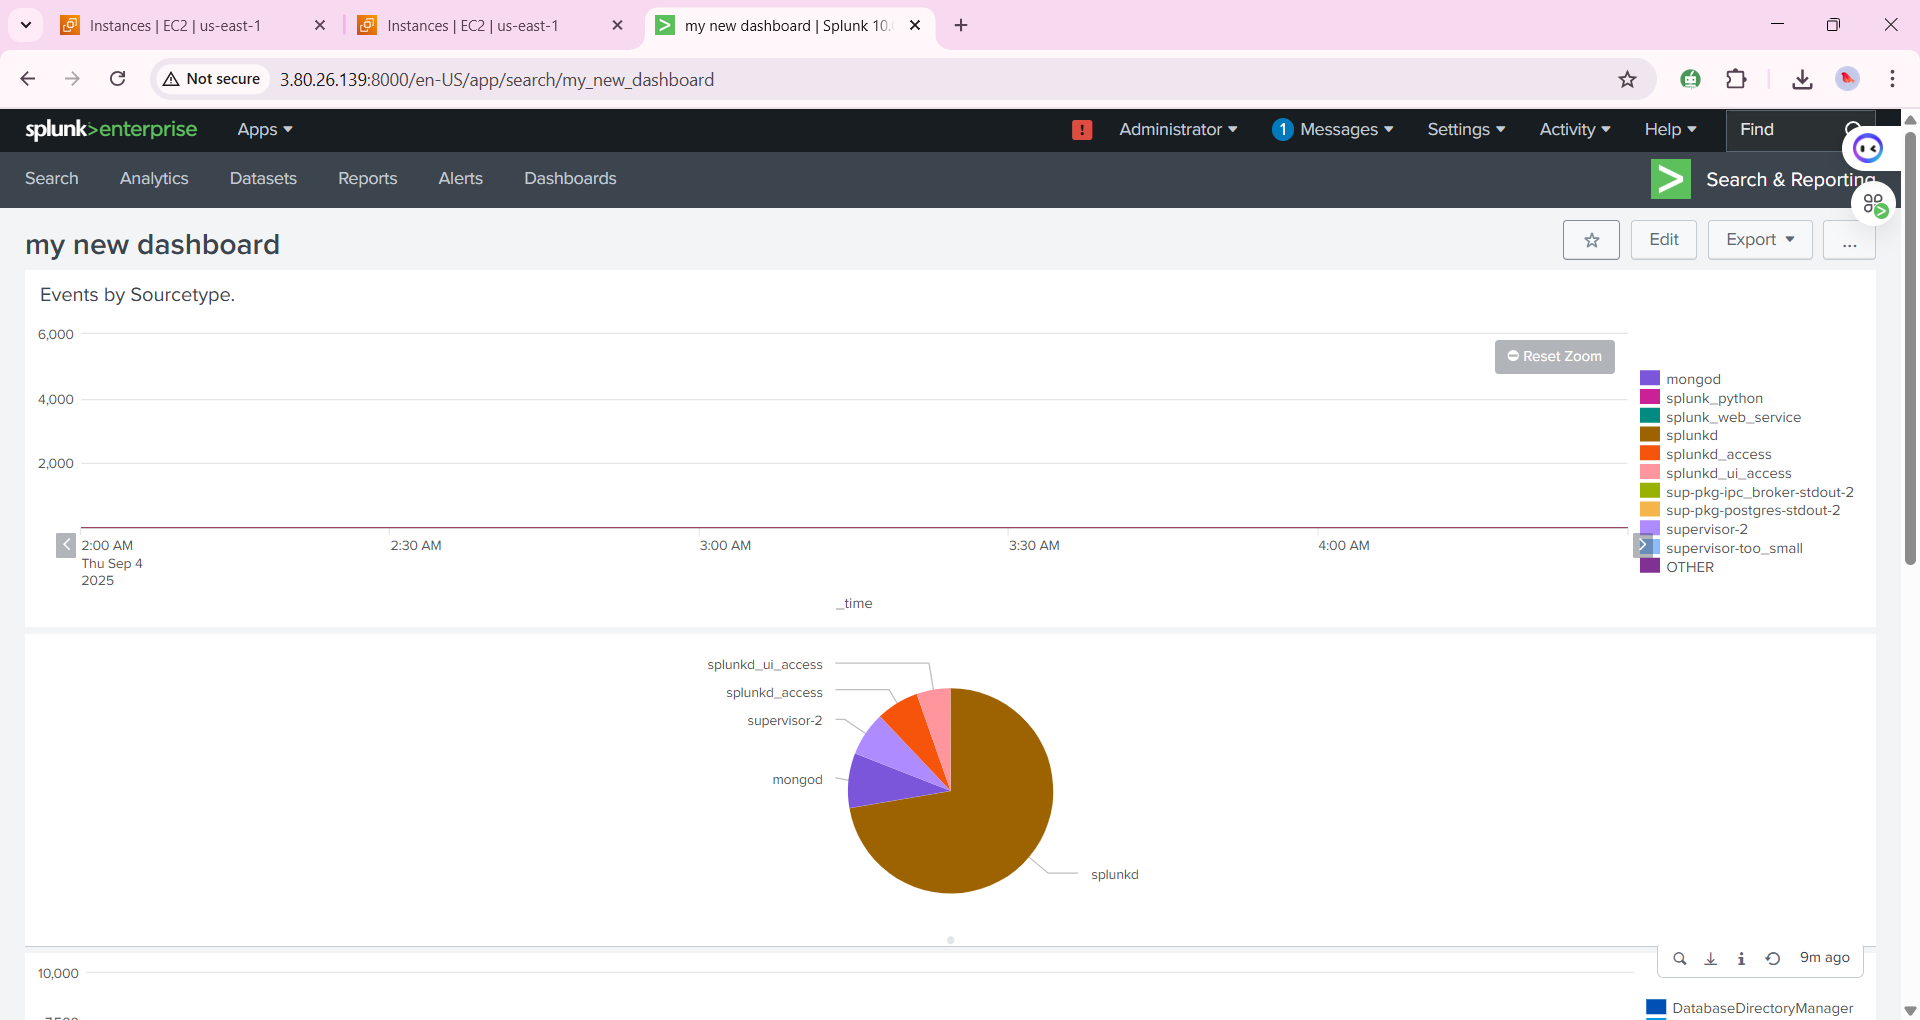 Instances | EC2 | us-east-1
Instances | EC2 | us-east-1
my new dashboard | Splunk 10.
Not secure
3.80.26.139:8000/en-US/app/search/my_new_dashboard
splunk>enterprise
Apps
!
Administrator
1 Messages
Settings
Activity
Help
Find
Search
Analytics
Datasets
Reports
Alerts
Dashboards
> Search & Reporting
my new dashboard
Edit
Export
...
Events by Sourcetype.
6,000
4,000
2,000
Reset Zoom
2:00 AM
Thu Sep 4
2025
2:30 AM
3:00 AM
3:30 AM
4:00 AM
_time
mongod
splunk_python
splunk_web_service
splunkd
splunkd_access
splunkd_ui_access
sup-pkg-ipc_broker-stdout-2
sup-pkg-postgres-stdout-2
supervisor-2
supervisor-too_small
OTHER
splunkd_ui_access
splunkd_access
supervisor-2
mongod
splunkd
9m ago
10,000
DatabaseDirectoryManager